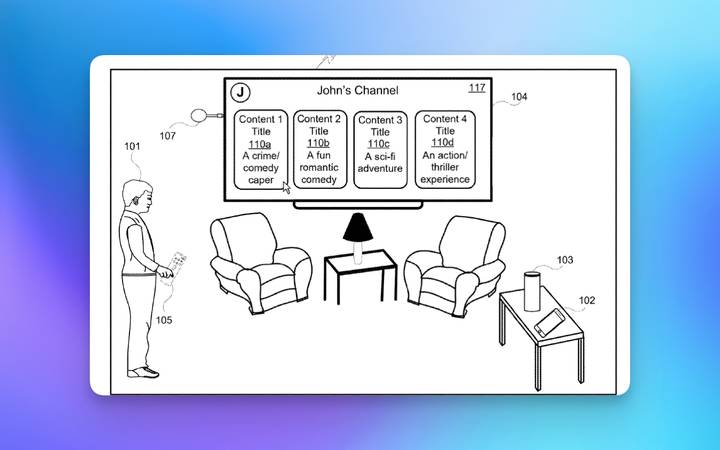 J
John's Channel
117
104
107
101
Content 1
Title
110a
A crime/
comedy
caper
Content 2
Title
110b
A fun
romantic
comedy
Content 3
Title
110c
A sci-fi
adventure
Content 4
Title
110d
An action/
thriller
experience
105
103
102